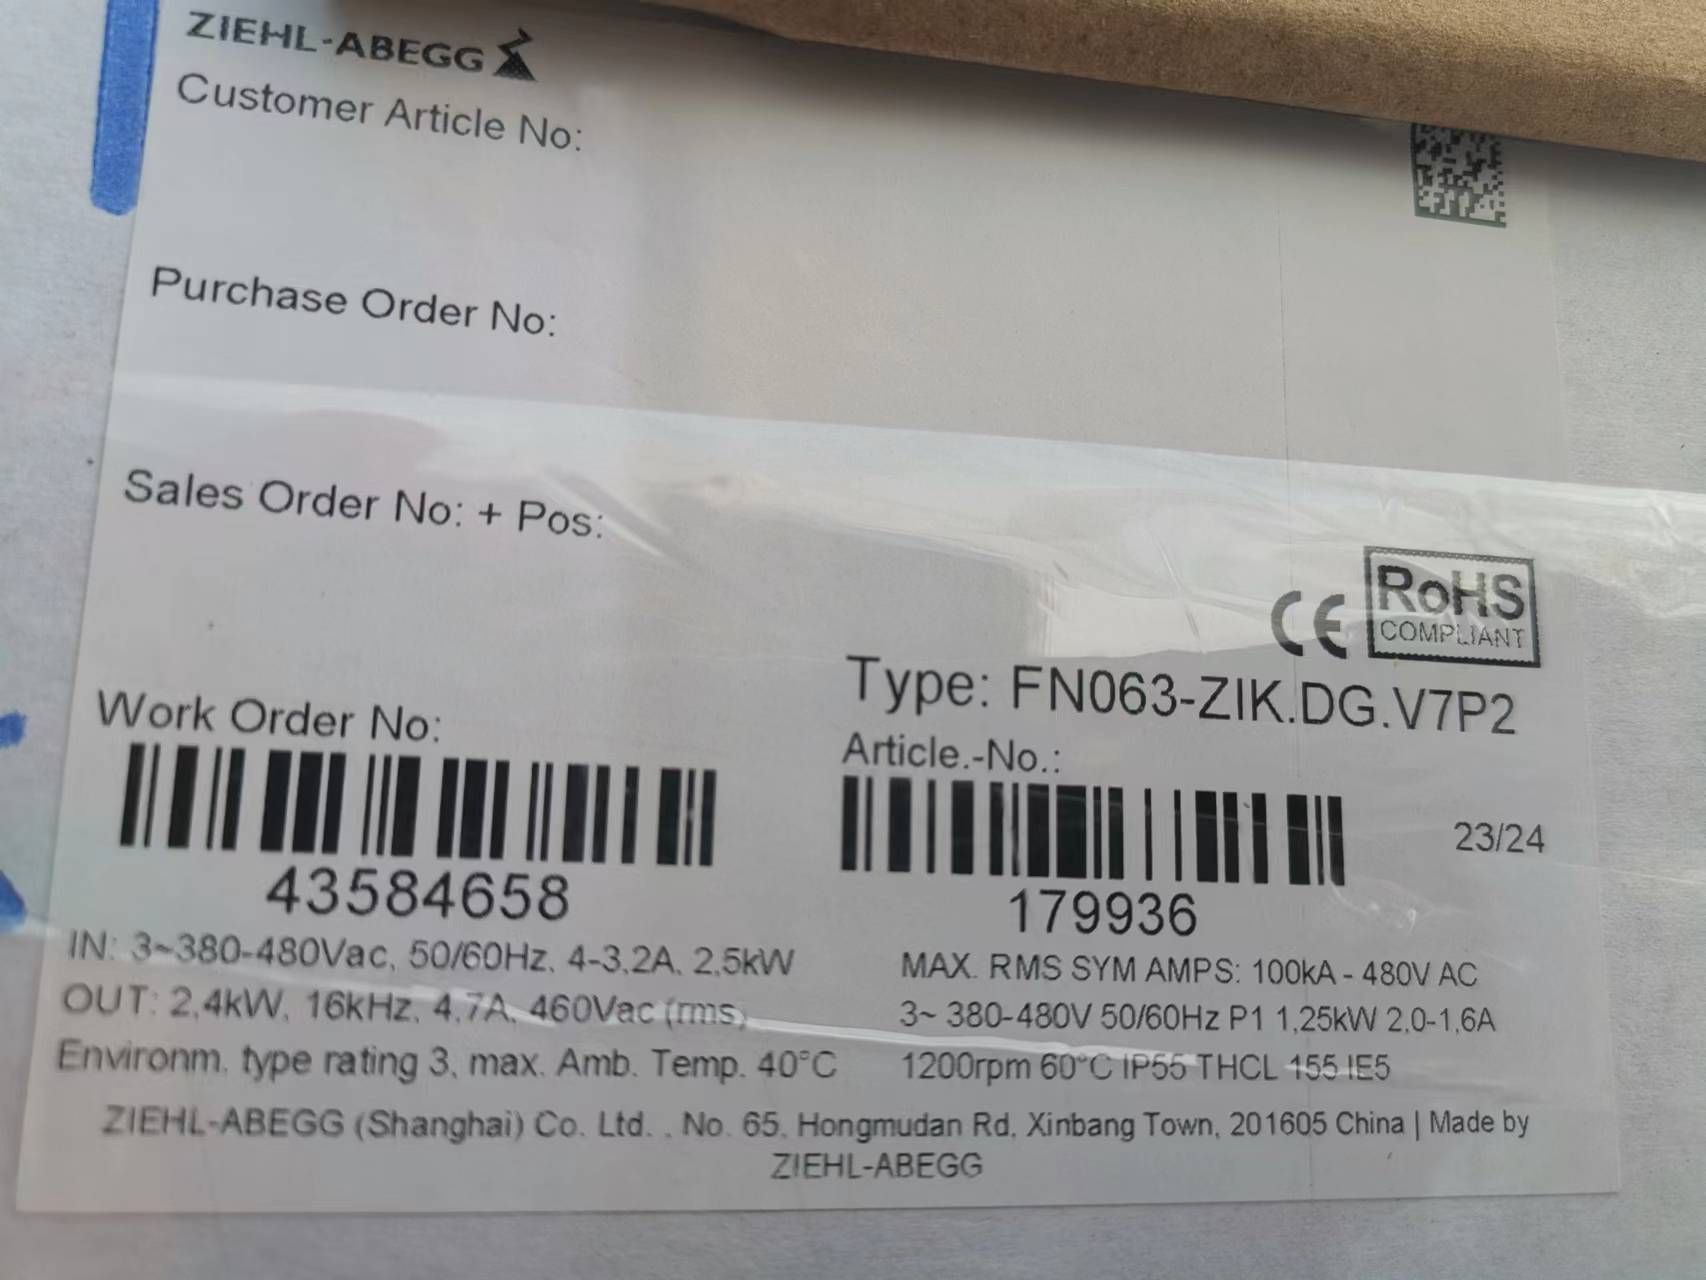 ZIEHL-ABEGG
Customer Article No:
Purchase Order No:
Sales Order No: + Pos:
CE
RoHS
COMPLIANT
Type: FN063-ZIK.DG.V7P2
Work Order No:
Article.-No.:
23/24
43584658
179936
IN: 3~380-480Vac, 50/60Hz, 4-3,2A, 2,5kW
OUT: 2,4kW, 16kHz, 4,7A, 460Vac (rms)
Environm. type rating 3, max. Amb. Temp. 40°C
MAX. RMS SYM AMPS: 100kA - 480V AC
3~ 380-480V 50/60Hz P1 1,25kW 2,0-1,6A
1200rpm 60°C IP55 THCL 155 IE5
ZIEHL-ABEGG (Shanghai) Co. Ltd. , No. 65, Hongmudan Rd, Xinbang Town, 201605 China | Made by
ZIEHL-ABEGG